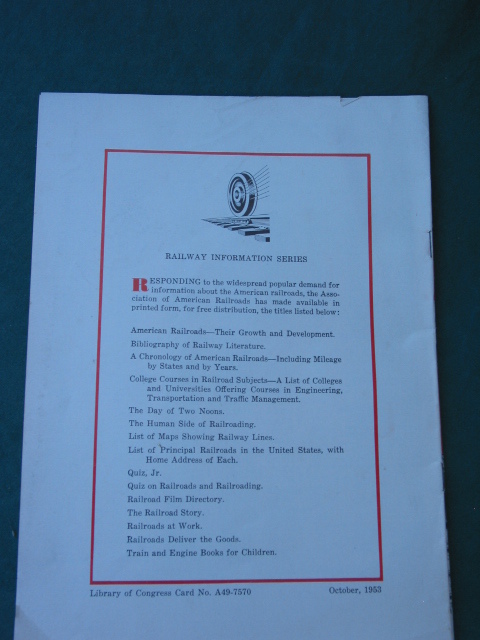 RAILWAY INFORMATION SERIES
RESPONDING to the widespread popular demand for
information about the American railroads, the Asso-
ciation of American Railroads has made available in
printed form, for free distribution, the titles listed below:
American Railroads—Their Growth and Development.
Bibliography of Railway Literature.
A Chronology of American Railroads—Including Mileage
by States and by Years.
College Courses in Railroad Subjects—A List of Colleges
and Universities Offering Courses in Engineering,
Transportation and Traffic Management.
The Day of Two Noons.
The Human Side of Railroading.
List of Maps Showing Railway Lines.
List of Principal Railroads in the United States, with
Home Address of Each.
Quiz, Jr.
Quiz on Railroads and Railroading.
Railroad Film Directory.
The Railroad Story.
Railroads at Work.
Railroads Deliver the Goods.
Train and Engine Books for Children.
Library of Congress Card No. A49-7570 October, 1953